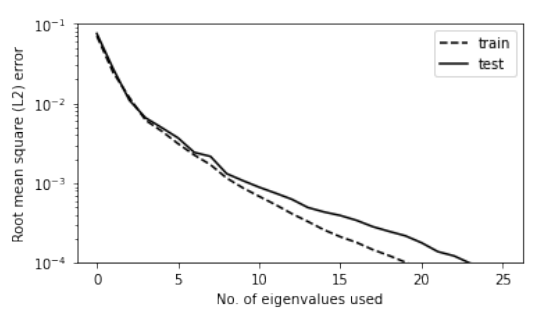 10⁻¹
10⁻²
10⁻³
10⁻⁴
Root mean square (L2) error
train
test
0 5 10 15 20 25
No. of eigenvalues used